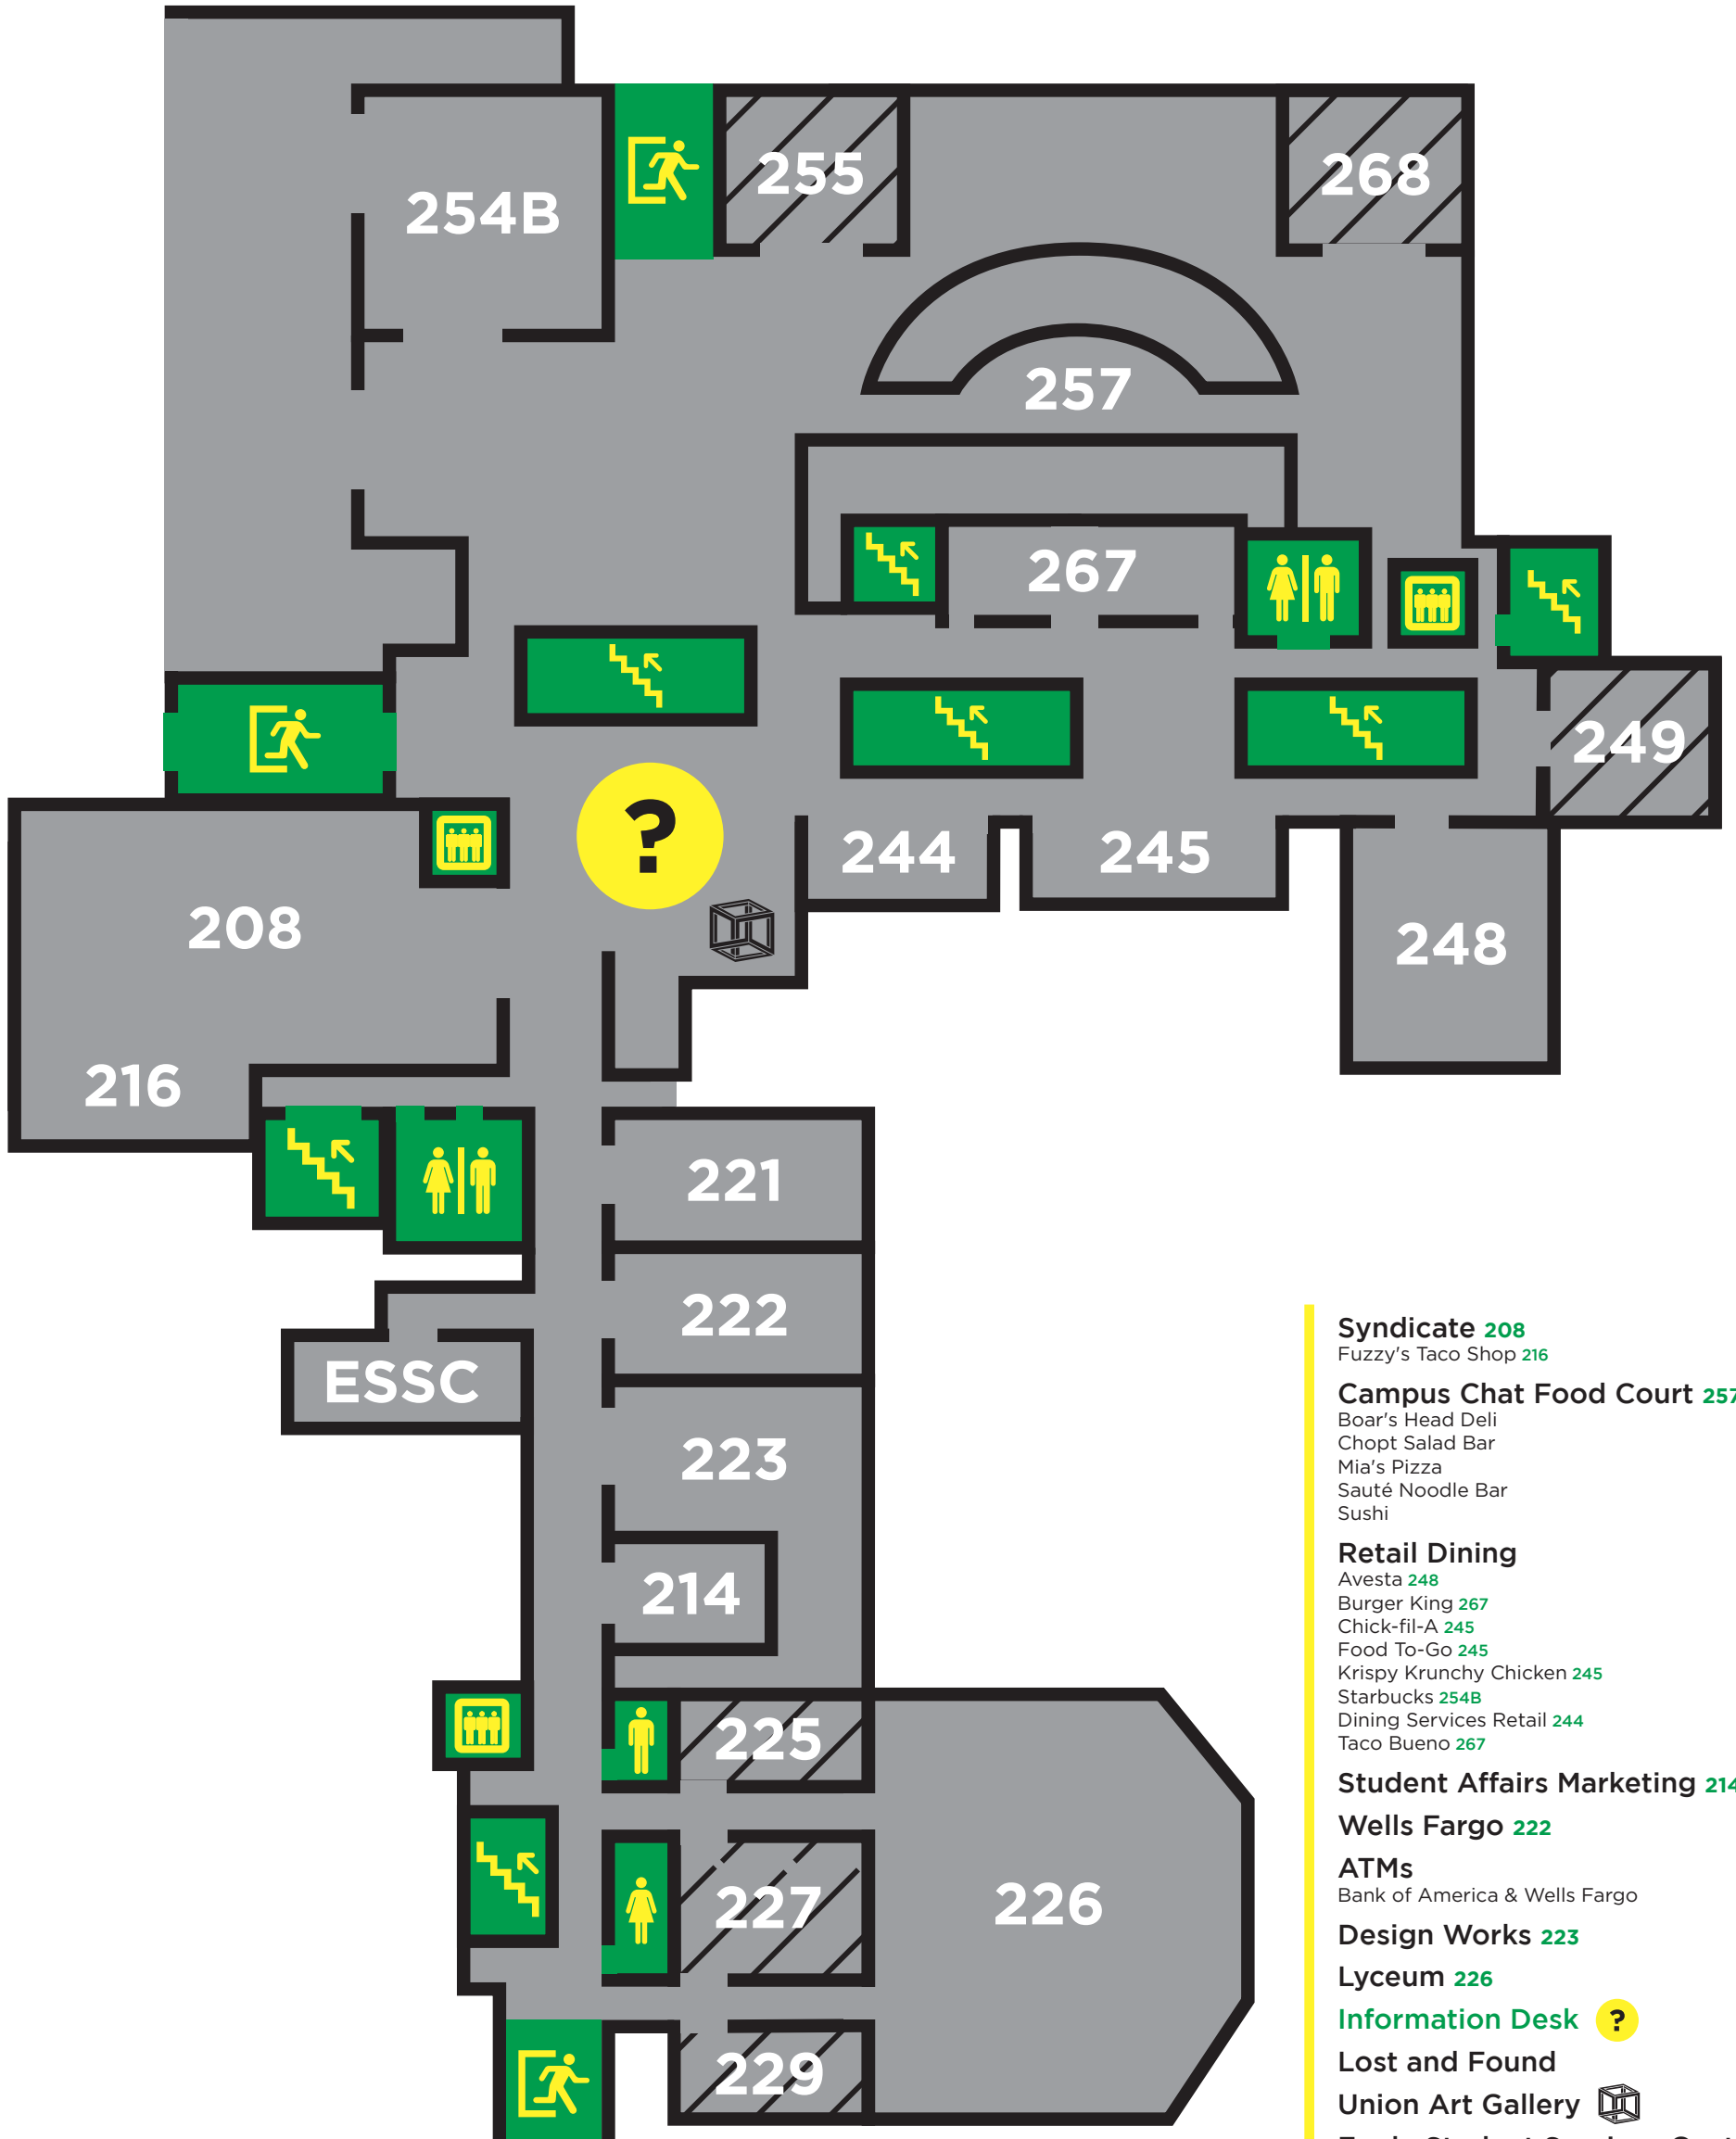 254B
255
268
257
267
249
?
244
245
208
248
216
221
222
ESSC
223
214
225
227
226
229
Syndicate 208
Fuzzy's Taco Shop 216
Campus Chat Food Court 257
Boar's Head Deli
Chopt Salad Bar
Mia's Pizza
Sauté Noodle Bar
Sushi
Retail Dining
Avesta 248
Burger King 267
Chick-fil-A 245
Food To-Go 245
Krispy Krunchy Chicken 245
Starbucks 254B
Dining Services Retail 244
Taco Bueno 267
Student Affairs Marketing 214
Wells Fargo 222
ATMs
Bank of America & Wells Fargo
Design Works 223
Lyceum 226
Information Desk ?
Lost and Found
Union Art Gallery